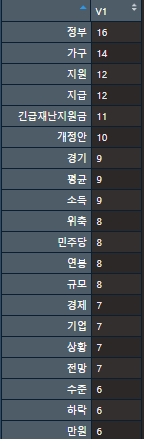 V1
정부 16
가구 14
지원 12
지급 12
긴급재난지원금 11
개정안 10
경기 9
평균 9
소득 9
위축 8
민주당 8
연봉 8
규모 8
경제 7
기업 7
상황 7
전망 7
수준 6
하락 6
만원 6